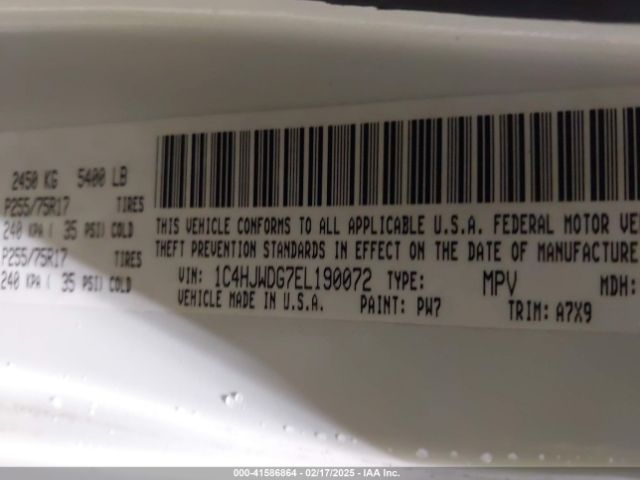 2450 KG 5400 LB
P255/75R17 TIRES
240 KPA ( 35 PSI) COLD
P255/75R17 TIRES
240 KPA ( 35 PSI) COLD
THIS VEHICLE CONFORMS TO ALL APPLICABLE U.S.A. FEDERAL MOTOR VE
THEFT PREVENTION STANDARDS IN EFFECT ON THE DATE OF MANUFACTURE
VIN: 1C4HJWDG7EL190072 TYPE: MPV MDH:
VEHICLE MADE IN U.S.A. PAINT: PW7 TRIM: A7X9
000-41586864 - 02/17/2025 - IAA Inc.